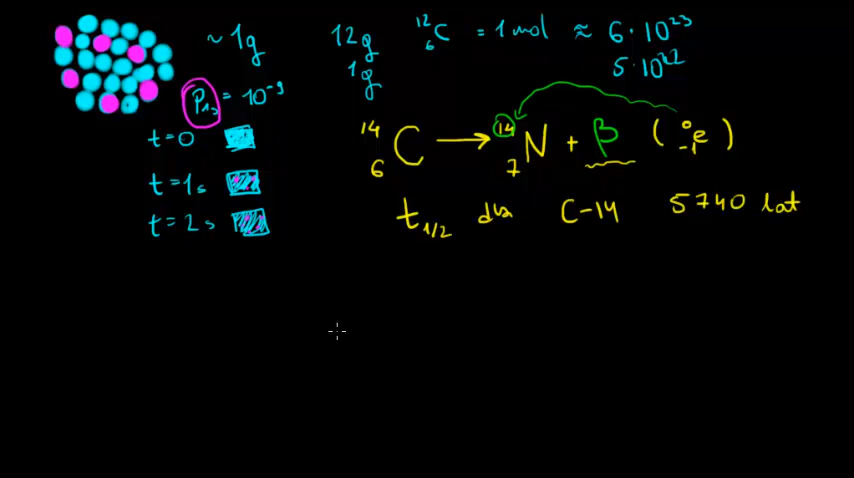 ~1g
12g ¹²₆C = 1 mol ≈ 6·10²³
1g 5·10²²
P₁ₛ = 10⁻⁹
t=0
t=1s
t=2s
¹⁴₆C ⟶ ¹⁴₇N + β (⁰₋₁e)
t₁/₂ dla C-14 5740 lat